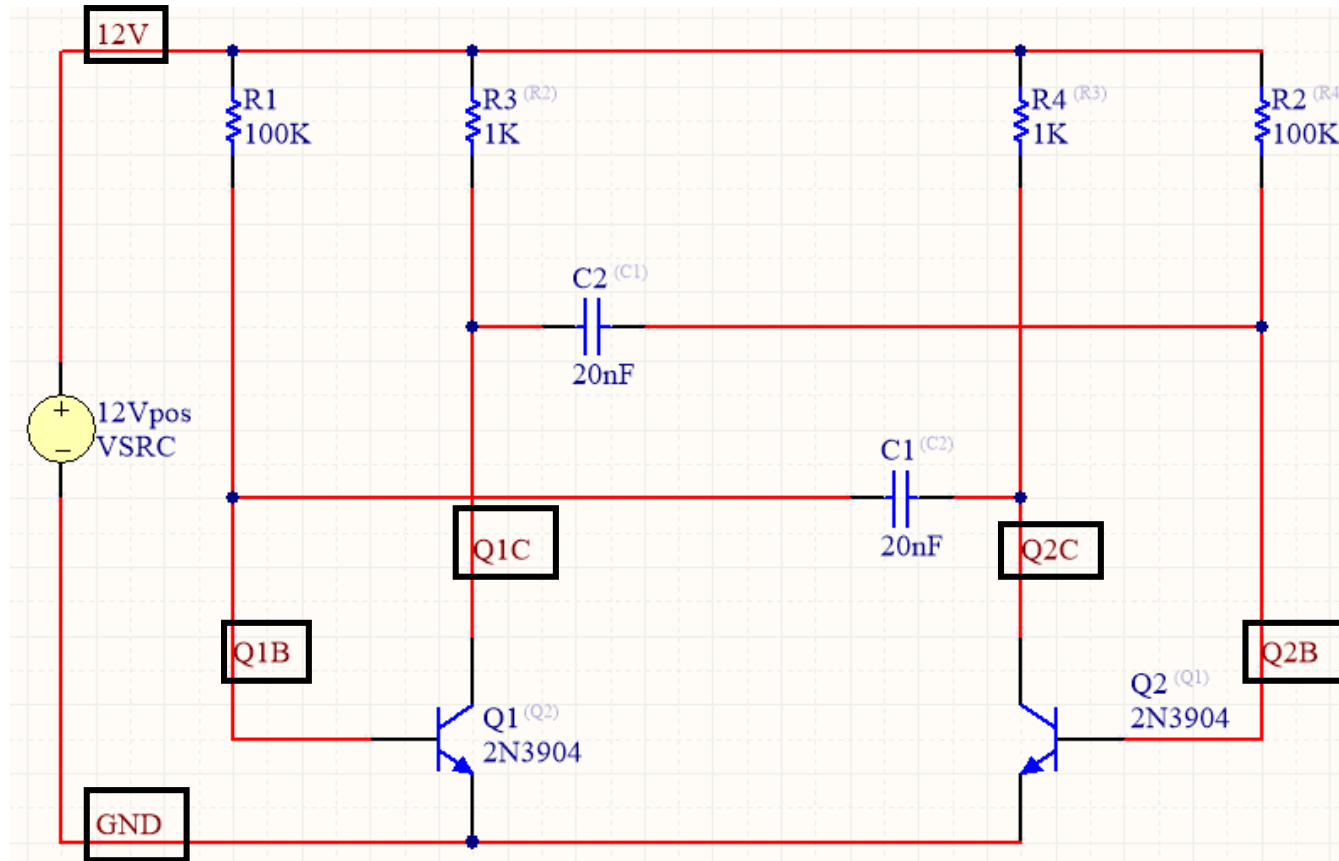 12V
R1
100K
R3 (R2)
1K
R4 (R3)
1K
R2 (R4
100K
C2 (C1)
20nF
12Vpos
VSRC
+
−
C1 (C2)
20nF
Q1C
Q2C
Q1B
Q2B
Q1 (Q2)
2N3904
Q2 (Q1)
2N3904
GND